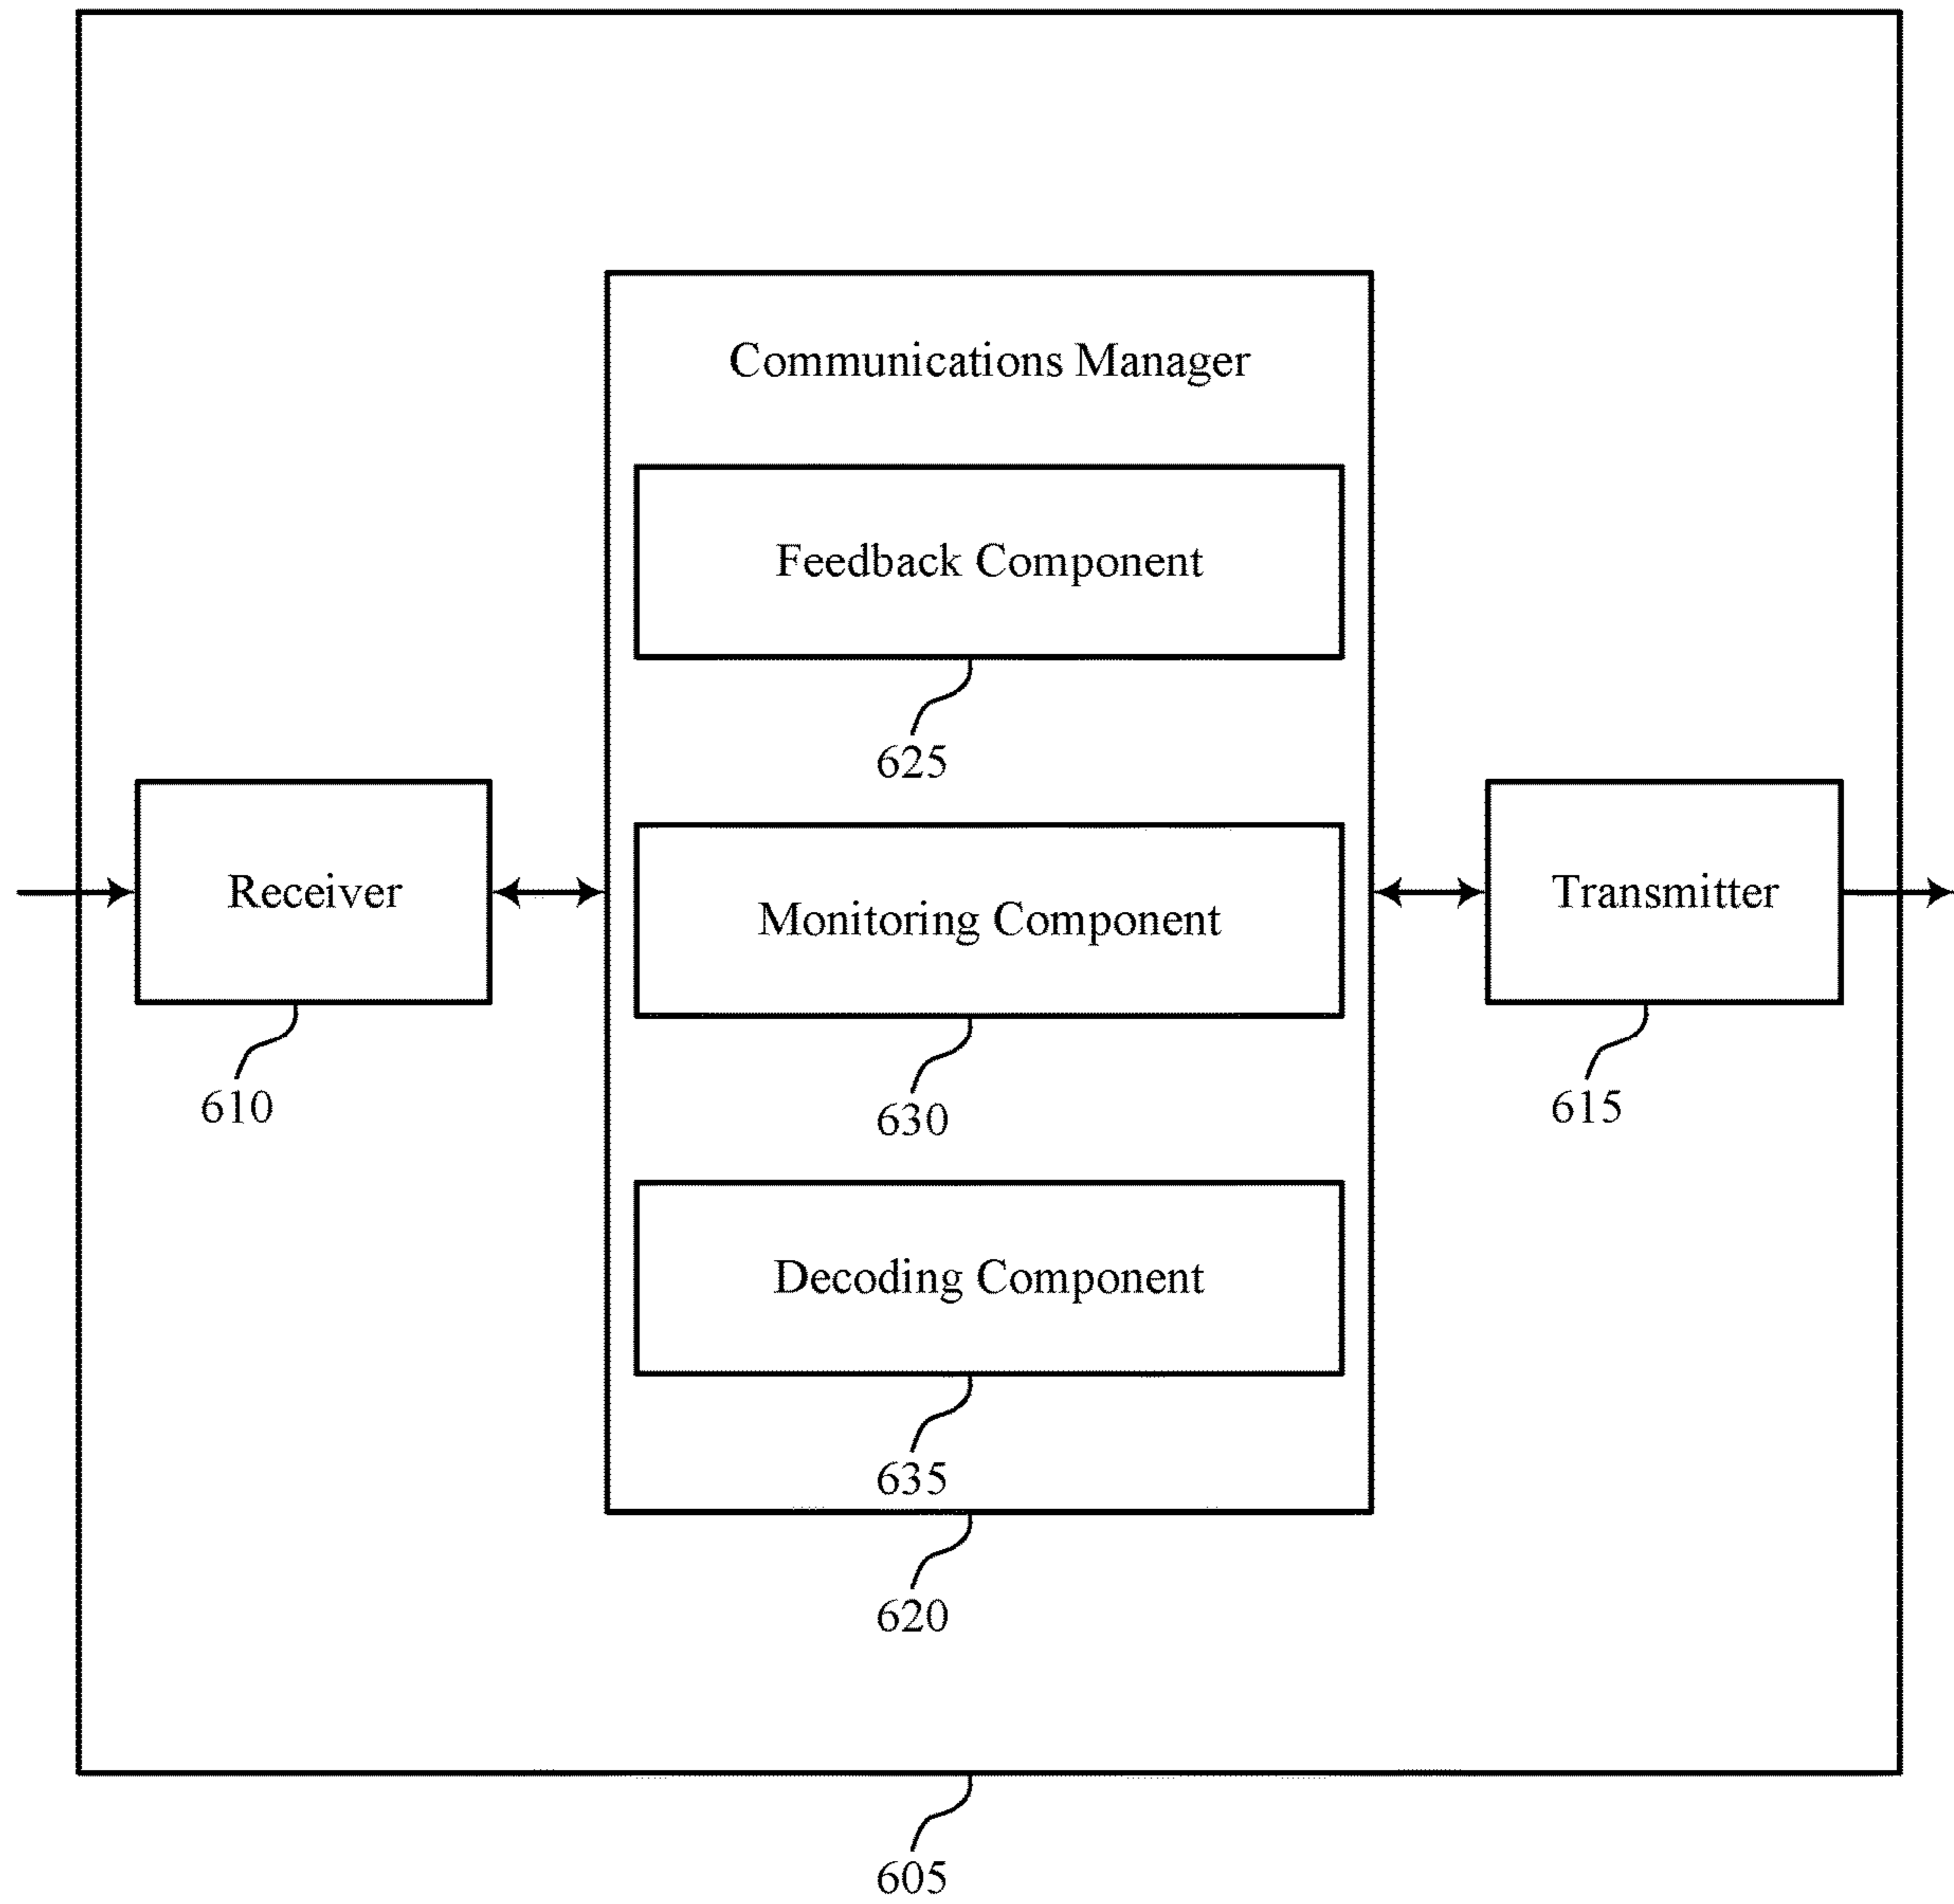 Communications Manager
Feedback Component
625
Receiver
610
Monitoring Component
630
Transmitter
615
Decoding Component
635
620
605